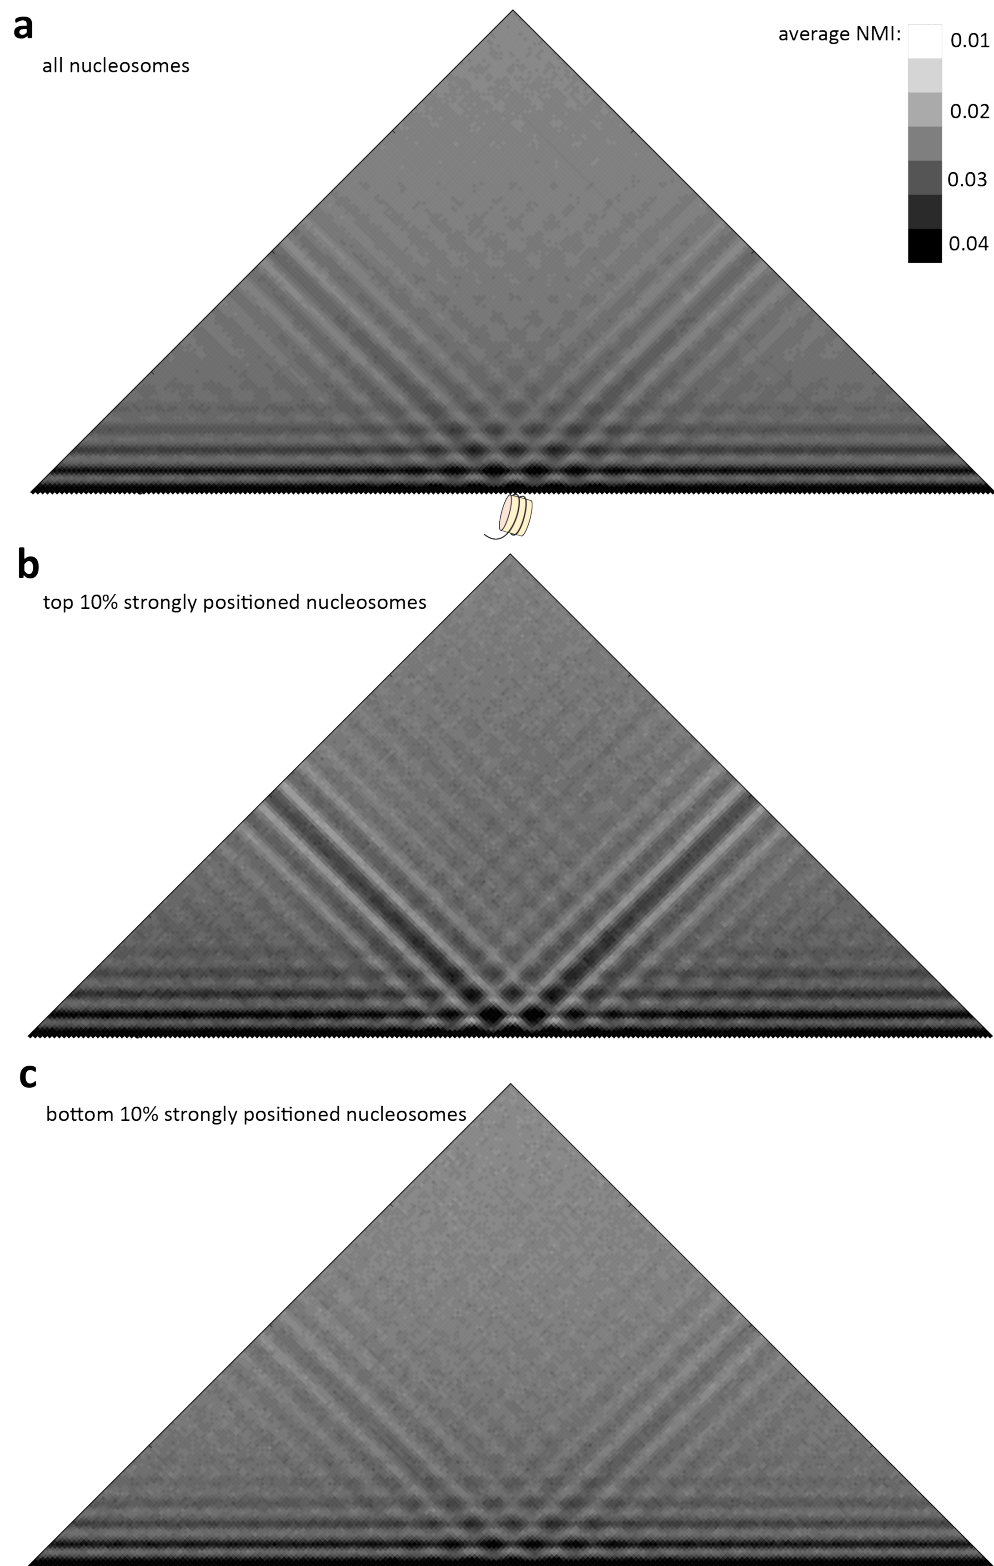 a
all nucleosomes
average NMI:
0.01
0.02
0.03
0.04
b
top 10% strongly positioned nucleosomes
c
bottom 10% strongly positioned nucleosomes